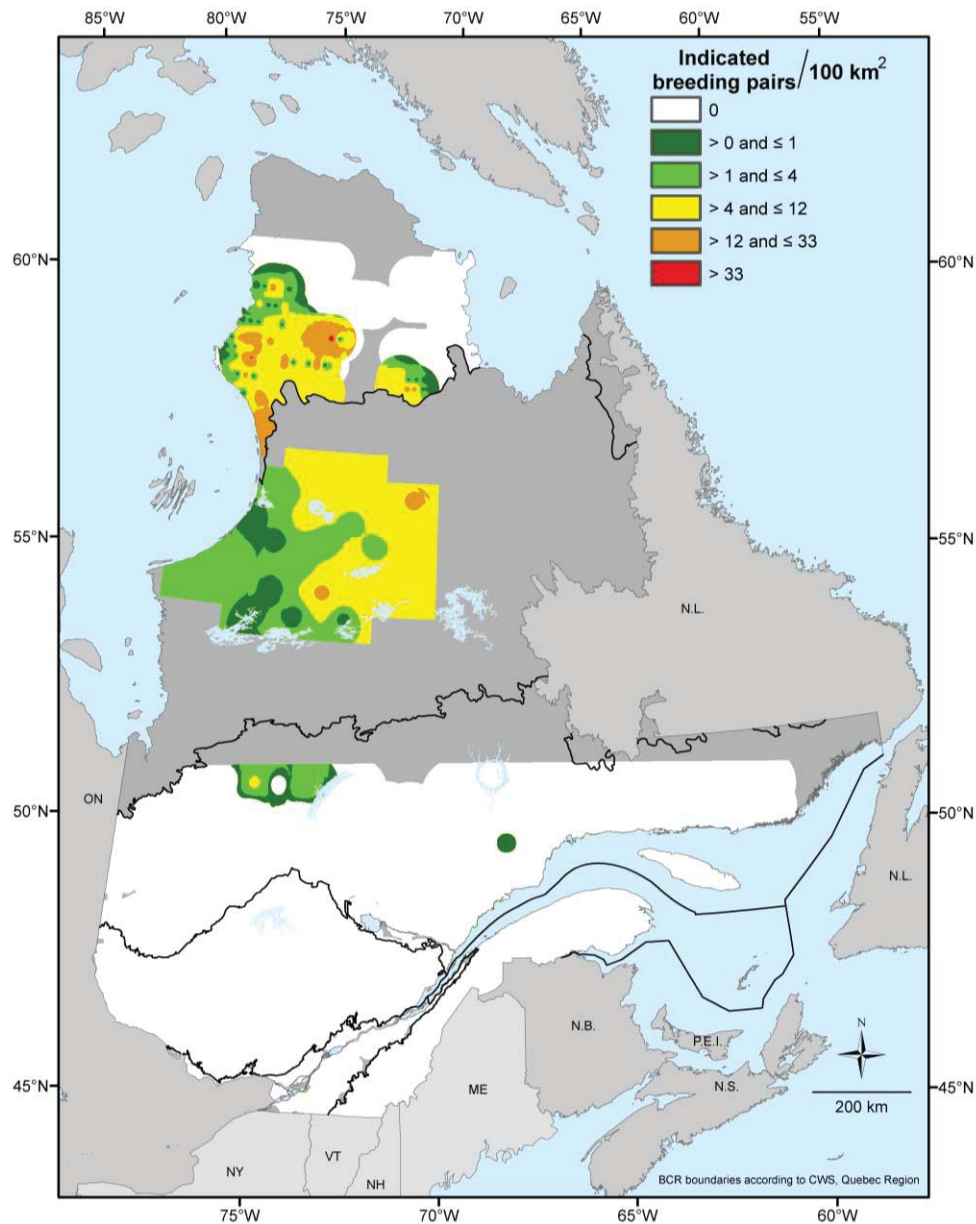 85°W 80°W 75°W 70°W 65°W 60°W 55°W
Indicated
breeding pairs/100 km²
0
> 0 and ≤ 1
> 1 and ≤ 4
> 4 and ≤ 12
> 12 and ≤ 33
> 33
60°N 60°N
55°N 55°N
N.L.
ON
50°N 50°N
N.L.
N.B.
P.E.I.
N
45°N 45°N
ME
N.S.
200 km
NY
VT
NH
BCR boundaries according to CWS, Quebec Region
75°W 70°W 65°W 60°W